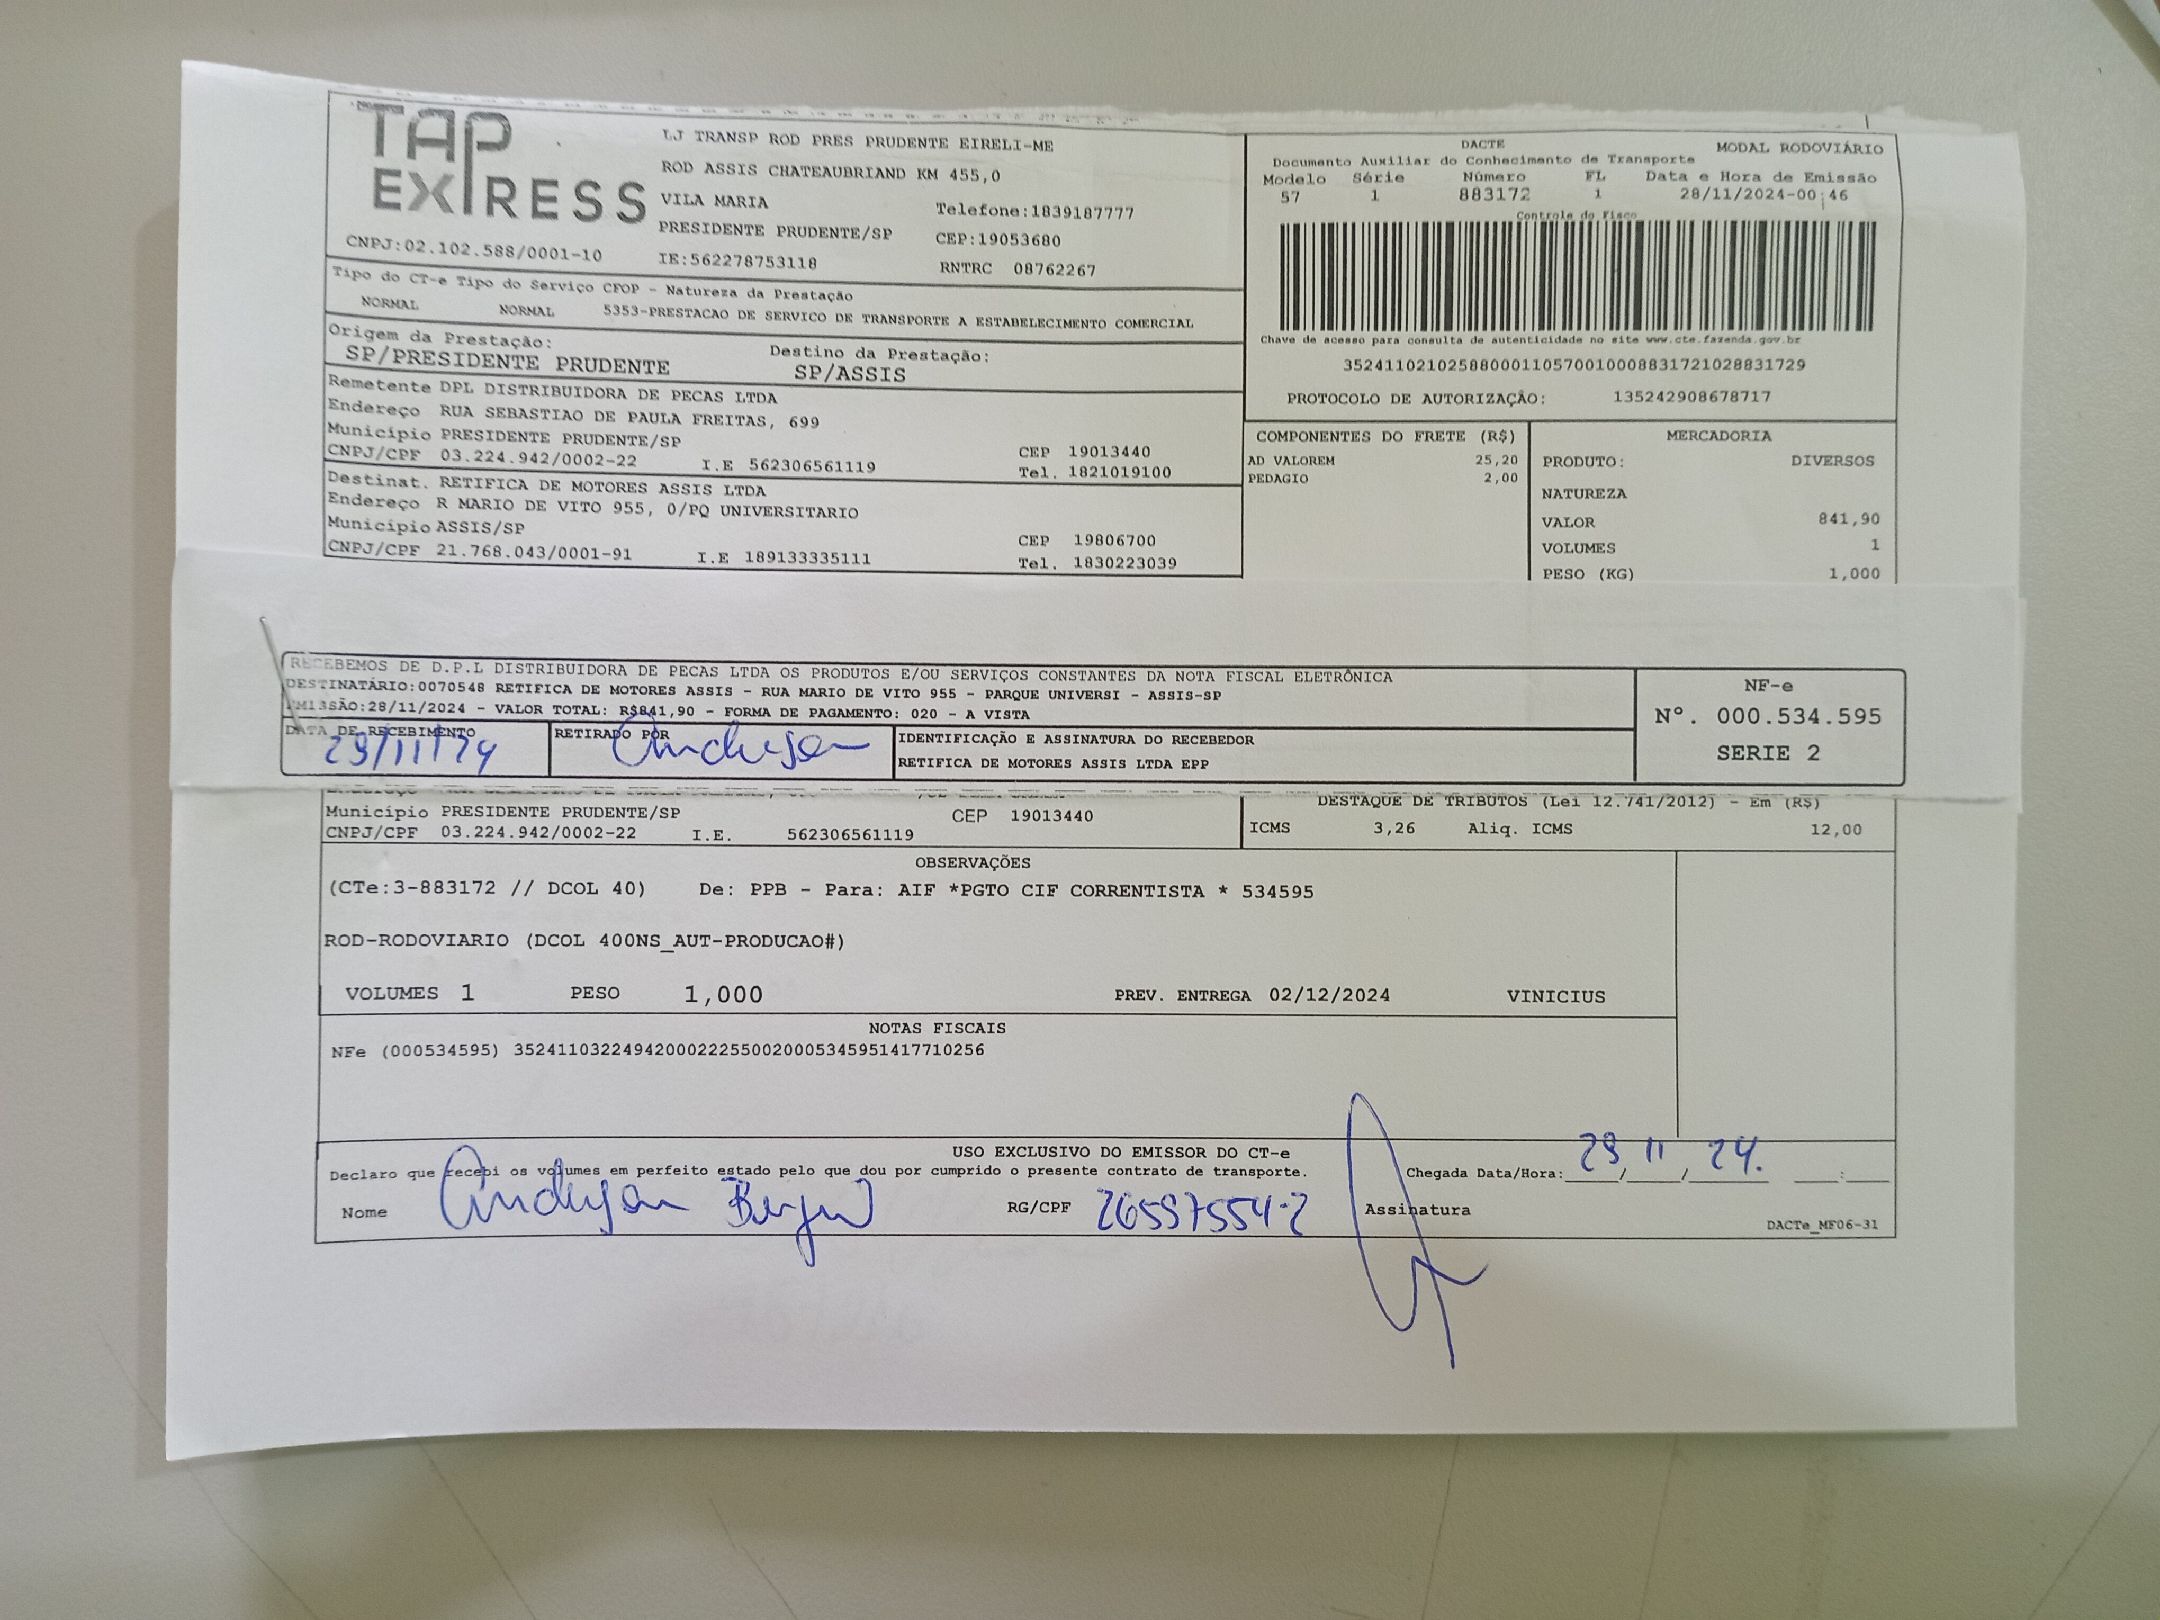 TAP
EXPRESS
CNPJ:02.102.588/0001-10
LJ TRANSP ROD PRES PRUDENTE EIRELI-ME
ROD ASSIS CHATEAUBRIAND KM 455,0
VILA MARIA
Telefone:1839187777
PRESIDENTE PRUDENTE/SP CEP:19053680
IE:562278753118 RNTRC 08762267
Tipo do CT-e Tipo do Serviço CFOP - Natureza da Prestação
NORMAL NORMAL 5353-PRESTACAO DE SERVICO DE TRANSPORTE A ESTABELECIMENTO COMERCIAL
Origem da Prestação: Destino da Prestação:
SP/PRESIDENTE PRUDENTE SP/ASSIS
Remetente DPL DISTRIBUIDORA DE PECAS LTDA
Endereço RUA SEBASTIAO DE PAULA FREITAS, 699
Município PRESIDENTE PRUDENTE/SP CEP 19013440
CNPJ/CPF 03.224.942/0002-22 I.E 562306561119 Tel. 1821019100
Destinat. RETIFICA DE MOTORES ASSIS LTDA
Endereço R MARIO DE VITO 955, 0/PQ UNIVERSITARIO
Município ASSIS/SP CEP 19806700
CNPJ/CPF 21.768.043/0001-91 I.E 189133335111 Tel. 1830223039
DACTE MODAL RODOVIÁRIO
Documento Auxiliar do Conhecimento de Transporte
Modelo Série Número FL Data e Hora de Emissão
57 1 883172 1 28/11/2024-00:46
Controle do Fisco
Chave de acesso para consulta de autenticidade no site www.cte.fazenda.gov.br
35241102102588000110570010008831721028831729
PROTOCOLO DE AUTORIZAÇÃO: 135242908678717
COMPONENTES DO FRETE (R$)
AD VALOREM 25,20
PEDAGIO 2,00
MERCADORIA
PRODUTO: DIVERSOS
NATUREZA
VALOR 841,90
VOLUMES 1
PESO (KG) 1,000
RECEBEMOS DE D.P.L DISTRIBUIDORA DE PECAS LTDA OS PRODUTOS E/OU SERVIÇOS CONSTANTES DA NOTA FISCAL ELETRÔNICA
DESTINATÁRIO:0070548 RETIFICA DE MOTORES ASSIS - RUA MARIO DE VITO 955 - PARQUE UNIVERSI - ASSIS-SP
EMISSÃO:28/11/2024 - VALOR TOTAL: R$841,90 - FORMA DE PAGAMENTO: 020 - A VISTA
DATA DE RECEBIMENTO RETIRADO POR IDENTIFICAÇÃO E ASSINATURA DO RECEBEDOR
29/11/24 Anderson RETIFICA DE MOTORES ASSIS LTDA EPP
NF-e
Nº. 000.534.595
SERIE 2
Município PRESIDENTE PRUDENTE/SP CEP 19013440
CNPJ/CPF 03.224.942/0002-22 I.E. 562306561119
DESTAQUE DE TRIBUTOS (Lei 12.741/2012) - Em (R$)
ICMS 3,26 Aliq. ICMS 12,00
OBSERVAÇÕES
(CTe:3-883172 // DCOL 40) De: PPB - Para: AIF *PGTO CIF CORRENTISTA * 534595
ROD-RODOVIARIO (DCOL 400NS_AUT-PRODUCAO#)
VOLUMES 1 PESO 1,000 PREV. ENTREGA 02/12/2024 VINICIUS
NOTAS FISCAIS
NFe (000534595) 35241103224942000222550020005345951417710256
USO EXCLUSIVO DO EMISSOR DO CT-e
Declaro que recebi os volumes em perfeito estado pelo que dou por cumprido o presente contrato de transporte.
Chegada Data/Hora: 29/11/24.
Nome Anderson RG/CPF 26597554-2 Assinatura
DACTe_MF06-31